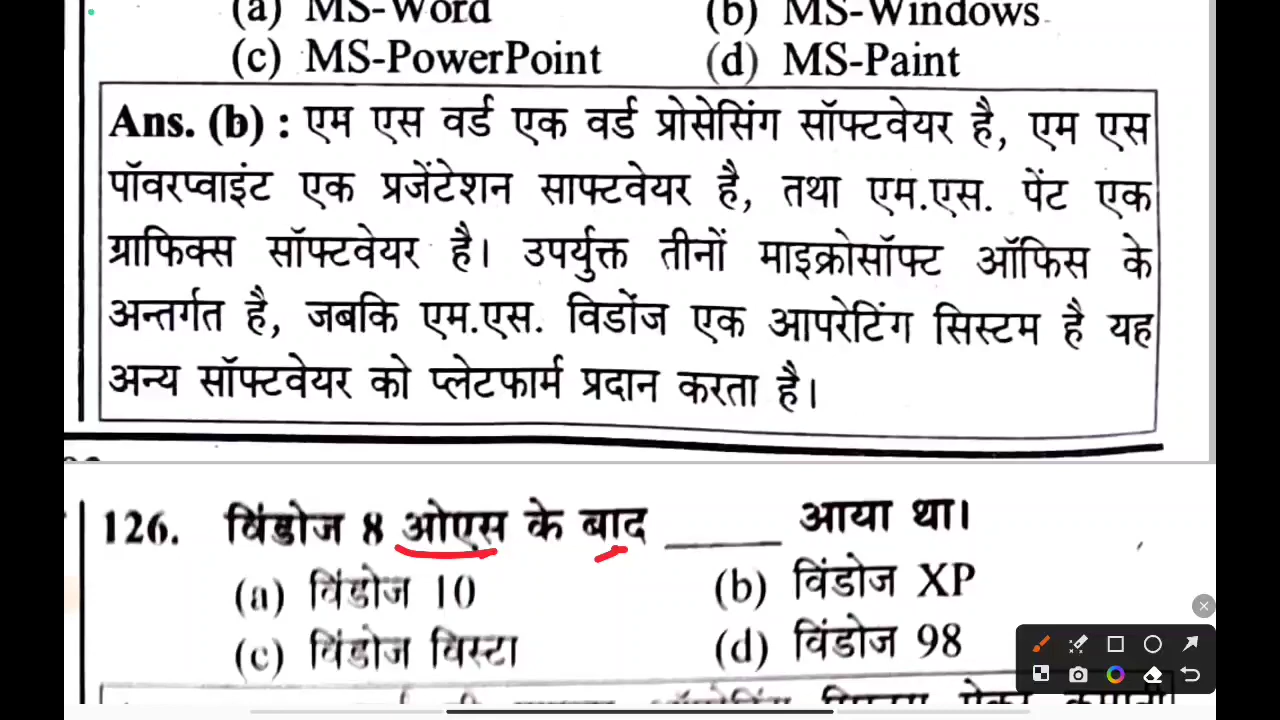 (a) MS-Word (b) MS-Windows
(c) MS-PowerPoint (d) MS-Paint
Ans. (b) : एम एस वर्ड एक वर्ड प्रोसेसिंग सॉफ्टवेयर है, एम एस
पॉवरप्वाइंट एक प्रजेंटेशन साफ्टवेयर है, तथा एम.एस. पेंट एक
ग्राफिक्स सॉफ्टवेयर है। उपर्युक्त तीनों माइक्रोसॉफ्ट ऑफिस के
अन्तर्गत है, जबकि एम.एस. विडोंज एक आपरेटिंग सिस्टम है यह
अन्य सॉफ्टवेयर को प्लेटफार्म प्रदान करता है।
126. विंडोज 8 ओएस के बाद _____ आया था।
(a) विंडोज 10 (b) विंडोज XP
(c) विंडोज विस्टा (d) विंडोज 98